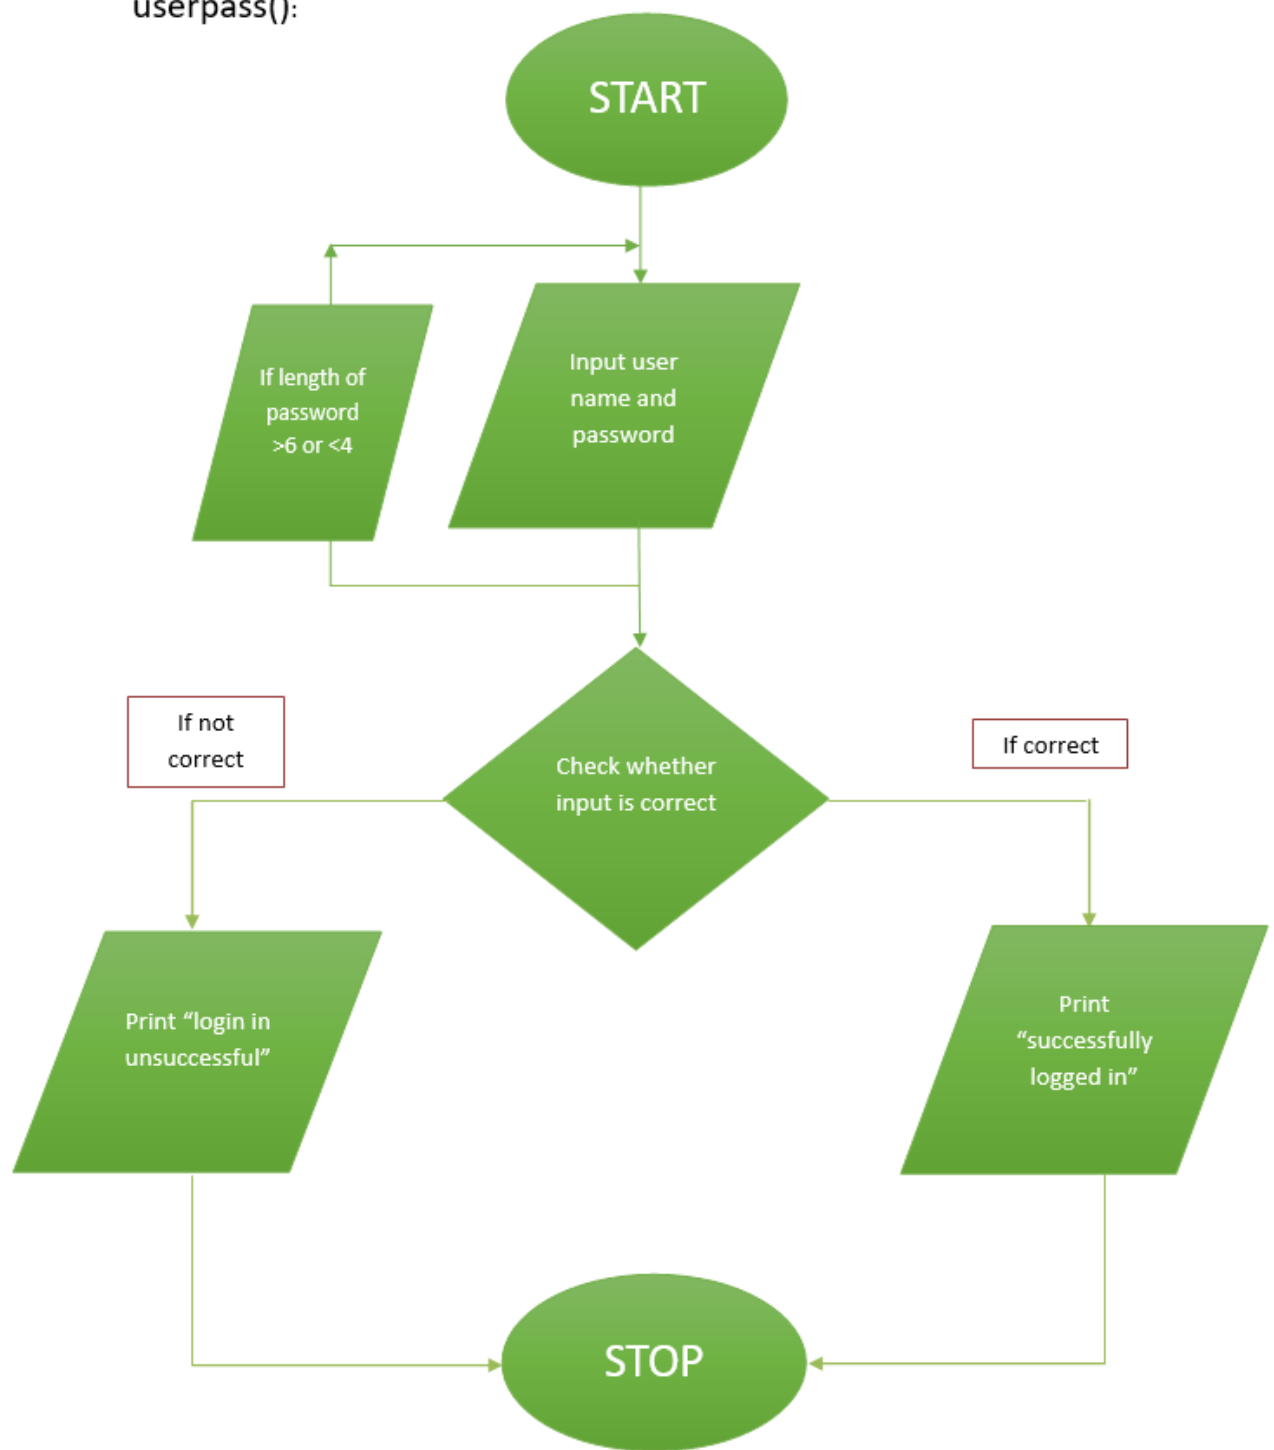 userpass():
START
If length of
password
>6 or <4
Input user
name and
password
If not
correct
Check whether
input is correct
If correct
Print “login in
unsuccessful”
Print
“successfully
logged in”
STOP